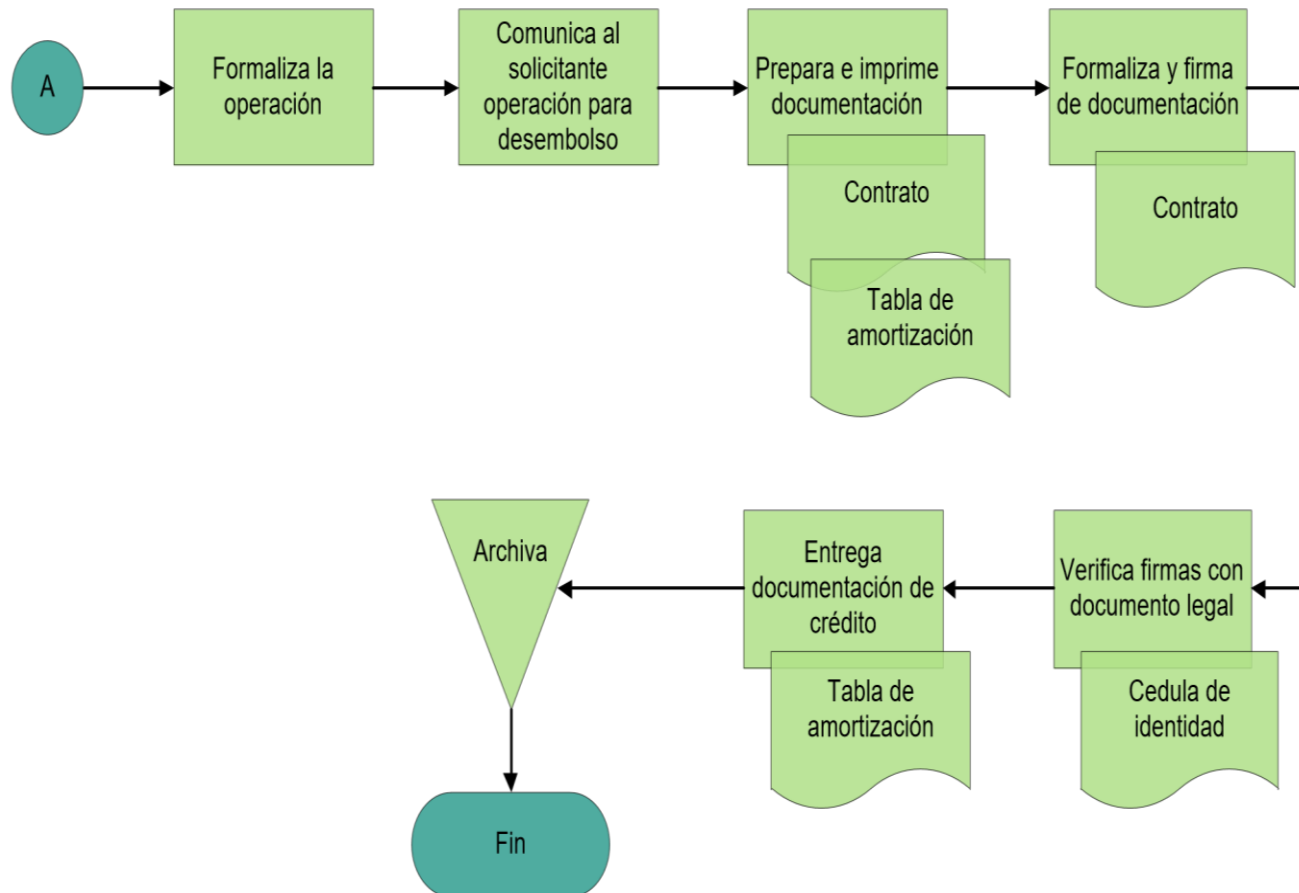 A
Formaliza la
operación
Comunica al
solicitante
operación para
desembolso
Prepara e imprime
documentación
Contrato
Tabla de
amortización
Formaliza y firma
de documentación
Contrato
Verifica firmas con
documento legal
Cedula de
identidad
Entrega
documentación de
crédito
Tabla de
amortización
Archiva
Fin